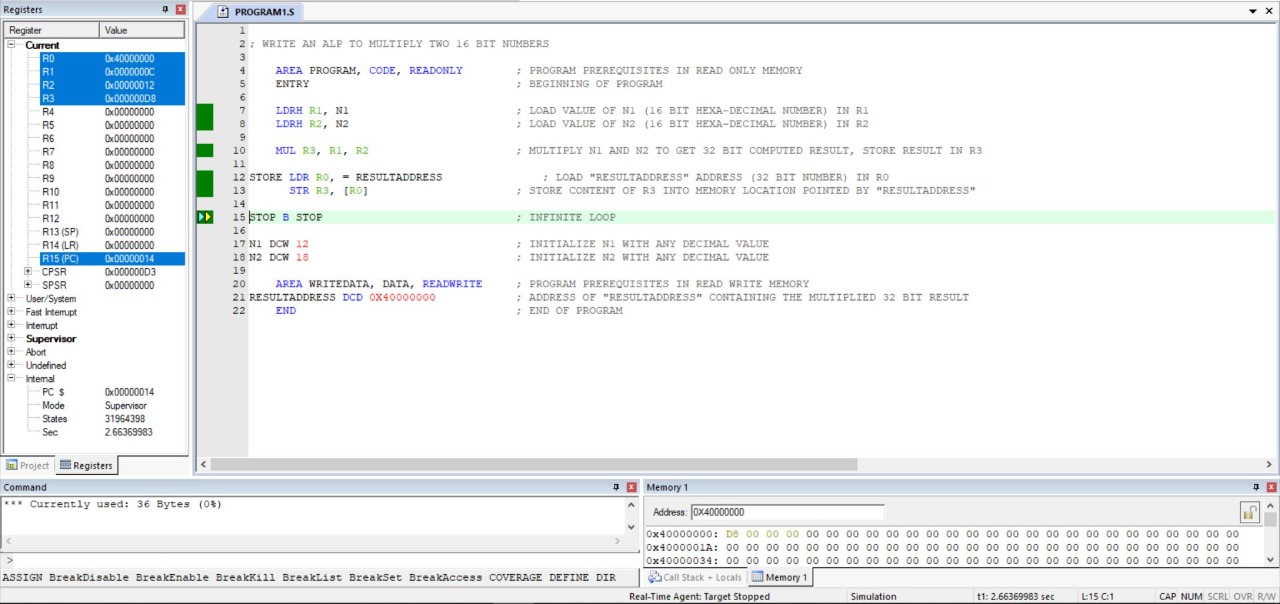 Registers
Register Value
Current
R0 0x40000000
R1 0x0000000C
R2 0x00000012
R3 0x000000D8
R4 0x00000000
R5 0x00000000
R6 0x00000000
R7 0x00000000
R8 0x00000000
R9 0x00000000
R10 0x00000000
R11 0x00000000
R12 0x00000000
R13 (SP) 0x00000000
R14 (LR) 0x00000000
R15 (PC) 0x00000014
CPSR 0x000000D3
SPSR 0x00000000
User/System
Fast Interrupt
Interrupt
Supervisor
Abort
Undefined
Internal
PC $ 0x00000014
Mode Supervisor
States 31964398
Sec 2.66369983
Project Registers
PROGRAM1.S
1
2 ; WRITE AN ALP TO MULTIPLY TWO 16 BIT NUMBERS
3
4 AREA PROGRAM, CODE, READONLY ; PROGRAM PREREQUISITES IN READ ONLY MEMORY
5 ENTRY ; BEGINNING OF PROGRAM
6
7 LDRH R1, N1 ; LOAD VALUE OF N1 (16 BIT HEXA-DECIMAL NUMBER) IN R1
8 LDRH R2, N2 ; LOAD VALUE OF N2 (16 BIT HEXA-DECIMAL NUMBER) IN R2
9
10 MUL R3, R1, R2 ; MULTIPLY N1 AND N2 TO GET 32 BIT COMPUTED RESULT, STORE RESULT IN R3
11
12 STORE LDR R0, = RESULTADDRESS ; LOAD "RESULTADDRESS" ADDRESS (32 BIT NUMBER) IN R0
13 STR R3, [R0] ; STORE CONTENT OF R3 INTO MEMORY LOCATION POINTED BY "RESULTADDRESS"
14
15 STOP B STOP ; INFINITE LOOP
16
17 N1 DCW 12 ; INITIALIZE N1 WITH ANY DECIMAL VALUE
18 N2 DCW 18 ; INITIALIZE N2 WITH ANY DECIMAL VALUE
19
20 AREA WRITEDATA, DATA, READWRITE ; PROGRAM PREREQUISITES IN READ WRITE MEMORY
21 RESULTADDRESS DCD 0X40000000 ; ADDRESS OF "RESULTADDRESS" CONTAINING THE MULTIPLIED 32 BIT RESULT
22 END ; END OF PROGRAM
Command
*** Currently used: 36 Bytes (0%)
>
ASSIGN BreakDisable BreakEnable BreakKill BreakList BreakSet BreakAccess COVERAGE DEFINE DIR
Memory 1
Address: 0X40000000
0x40000000: D8 00 00 00 00 00 00 00 00 00 00 00 00 00 00 00 00 00 00 00 00 00 00 00 00 00
0x4000001A: 00 00 00 00 00 00 00 00 00 00 00 00 00 00 00 00 00 00 00 00 00 00 00 00 00 00
0x40000034: 00 00 00 00 00 00 00 00 00 00 00 00 00 00 00 00 00 00 00 00 00 00 00 00 00 00
Call Stack + Locals Memory 1
Real-Time Agent: Target Stopped Simulation t1: 2.66369983 sec L:15 C:1 CAP NUM SCRL OVR R/W